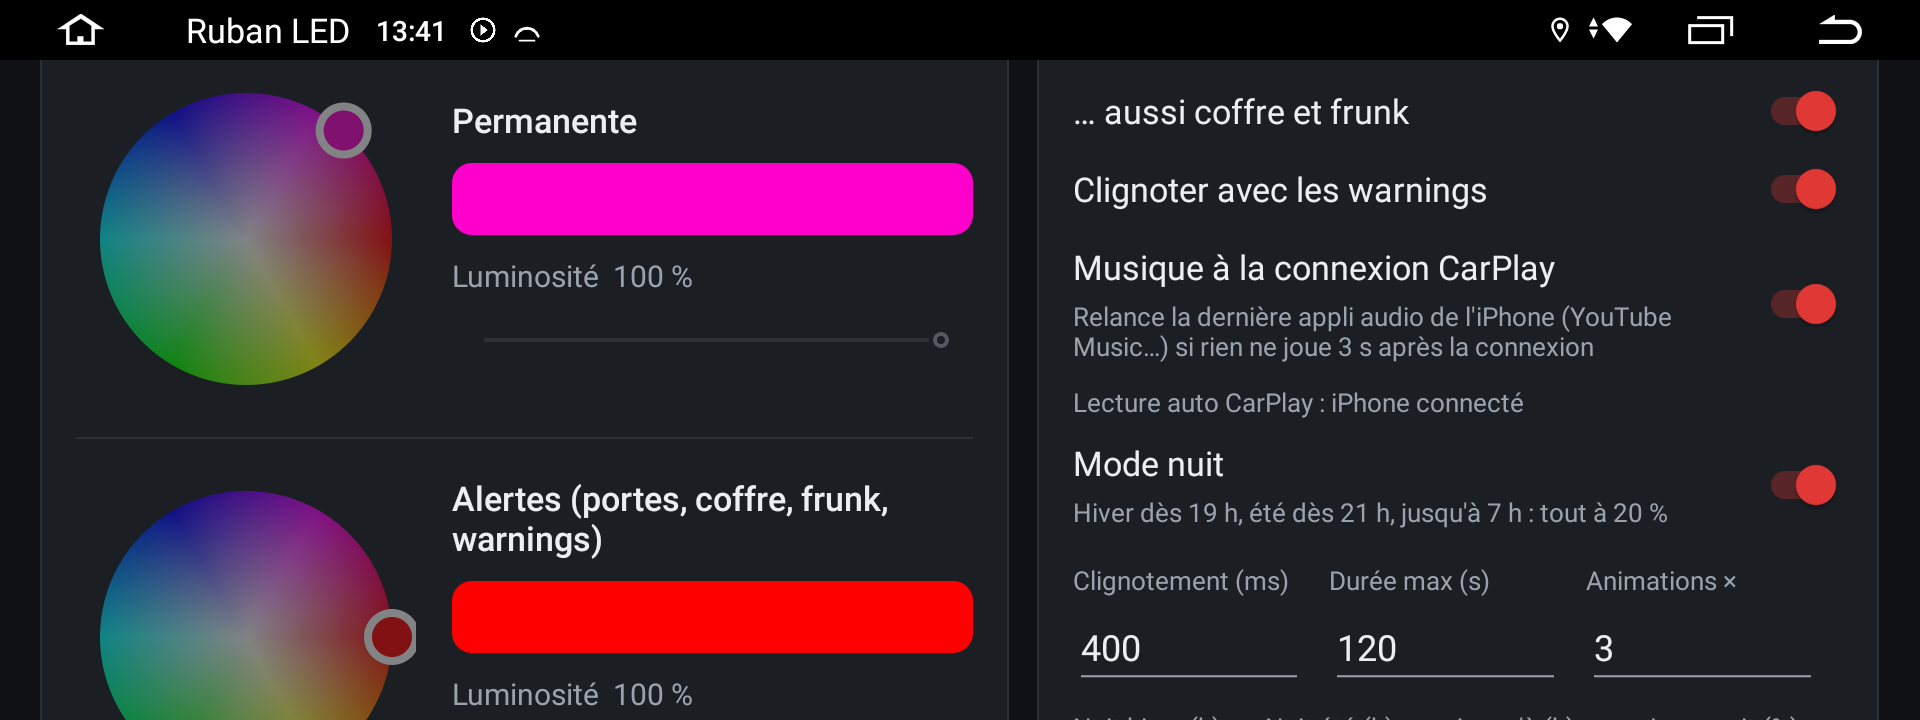 Ruban LED 13:41
Permanente
Luminosité 100 %
Alertes (portes, coffre, frunk,
warnings)
Luminosité 100 %
... aussi coffre et frunk
Clignoter avec les warnings
Musique à la connexion CarPlay
Relance la dernière appli audio de l'iPhone (YouTube
Music...) si rien ne joue 3 s après la connexion
Lecture auto CarPlay : iPhone connecté
Mode nuit
Hiver dès 19 h, été dès 21 h, jusqu'à 7 h : tout à 20 %
Clignotement (ms) Durée max (s) Animations ×
400 120 3